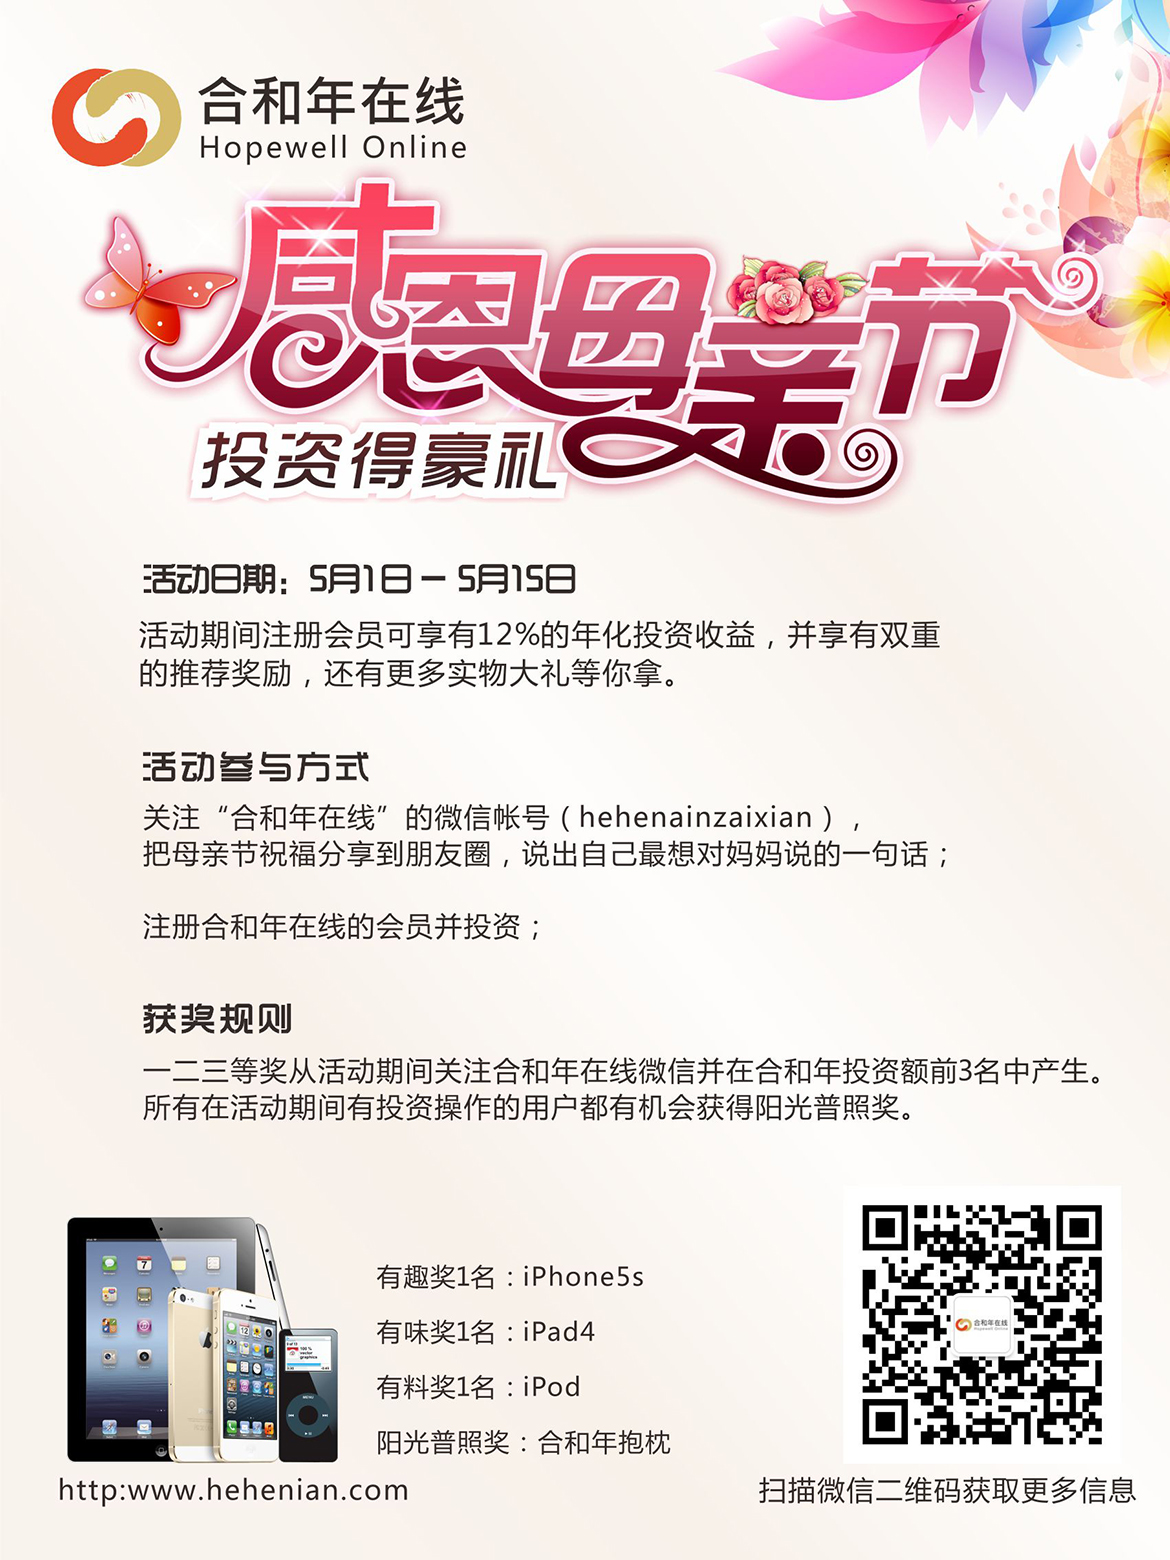 合和年在线
Hopewell Online
感恩母亲节
投资得豪礼
活动日期：5月1日－5月15日
活动期间注册会员可享有12%的年化投资收益，并享有双重
的推荐奖励，还有更多实物大礼等你拿。
活动参与方式
关注“合和年在线”的微信帐号（hehenainzaixian），
把母亲节祝福分享到朋友圈，说出自己最想对妈妈说的一句话；
注册合和年在线的会员并投资；
获奖规则
一二三等奖从活动期间关注合和年在线微信并在合和年投资额前3名中产生。
所有在活动期间有投资操作的用户都有机会获得阳光普照奖。
有趣奖1名：iPhone5s
有味奖1名：iPad4
有料奖1名：iPod
阳光普照奖：合和年抱枕
http:www.hehenian.com
合和年在线
Hopewell Online
扫描微信二维码获取更多信息